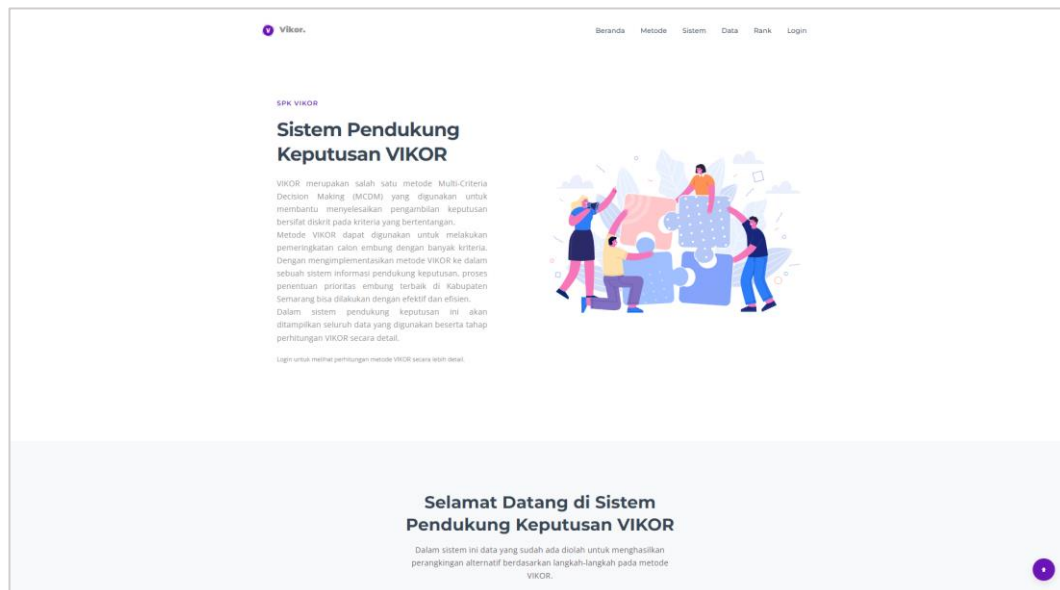 V Vikor.
Beranda Metode Sistem Data Rank Login
SPK VIKOR
Sistem Pendukung
Keputusan VIKOR
VIKOR merupakan salah satu metode Multi-Criteria
Decision Making (MCDM) yang digunakan untuk
membantu menyelesaikan pengambilan keputusan
bersifat diskrit pada kriteria yang bertentangan.
Metode VIKOR dapat digunakan untuk melakukan
pemeringkatan calon embung dengan banyak kriteria.
Dengan mengimplementasikan metode VIKOR ke dalam
sebuah sistem informasi pendukung keputusan, proses
penentuan prioritas embung terbaik di Kabupaten
Semarang bisa dilakukan dengan efektif dan efisien.
Dalam sistem pendukung keputusan ini akan
ditampilkan seluruh data yang digunakan beserta tahap
perhitungan VIKOR secara detail.
Login untuk melihat perhitungan metode VIKOR secara lebih detail.
Selamat Datang di Sistem
Pendukung Keputusan VIKOR
Dalam sistem ini data yang sudah ada diolah untuk menghasilkan
perangkingan alternatif berdasarkan langkah-langkah pada metode
VIKOR.